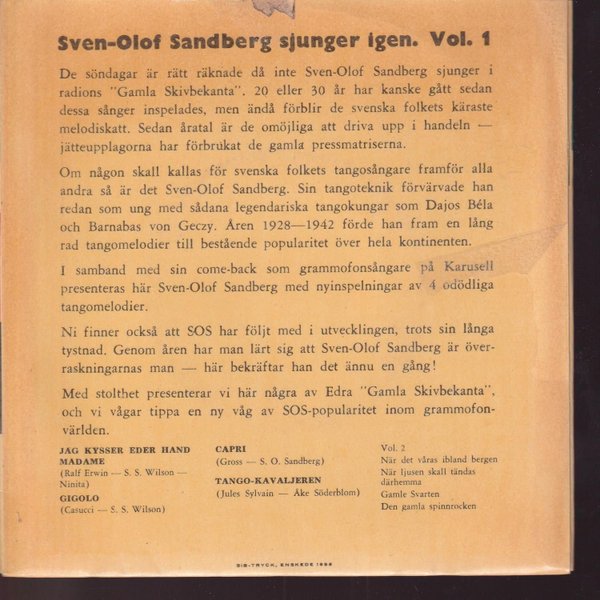 Sven-Olof Sandberg sjunger igen. Vol. 1
De söndagar är rätt räknade då inte Sven-Olof Sandberg sjunger i
radions "Gamla Skivbekanta". 20 eller 30 år har kanske gått sedan
dessa sånger inspelades, men ändå förblir de svenska folkets käraste
melodiskatt. Sedan åratal är de omöjliga att driva upp i handeln —
jätteupplagorna har förbrukat de gamla pressmatriserna.
Om någon skall kallas för svenska folkets tangosångare framför alla
andra så är det Sven-Olof Sandberg. Sin tangoteknik förvärvade han
redan som ung med sådana legendariska tangokungar som Dajos Béla
och Barnabas von Geczy. Åren 1928—1942 förde han fram en lång
rad tangomelodier till bestående popularitet över hela kontinenten.
I samband med sin come-back som grammofonsångare på Karusell
presenteras här Sven-Olof Sandberg med nyinspelningar av 4 odödliga
tangomelodier.
Ni finner också att SOS har följt med i utvecklingen, trots sin långa
tystnad. Genom åren har man lärt sig att Sven-Olof Sandberg är över-
raskningarnas man — här bekräftar han det ännu en gång!
Med stolthet presenterar vi här några av Edra "Gamla Skivbekanta",
och vi vågar tippa en ny våg av SOS-popularitet inom grammofon-
världen.
JAG KYSSER EDER HAND
MADAME
(Ralf Erwin — S. S. Wilson —
Ninita)
GIGOLO
(Casucci — S. S. Wilson)
CAPRI
(Gross — S. O. Sandberg)
TANGO-KAVALJEREN
(Jules Sylvain — Åke Söderblom)
Vol. 2
När det våras ibland bergen
När ljusen skall tändas
därhemma
Gamle Svarten
Den gamla spinnrocken
SIB-TRYCK, ENSKEDE